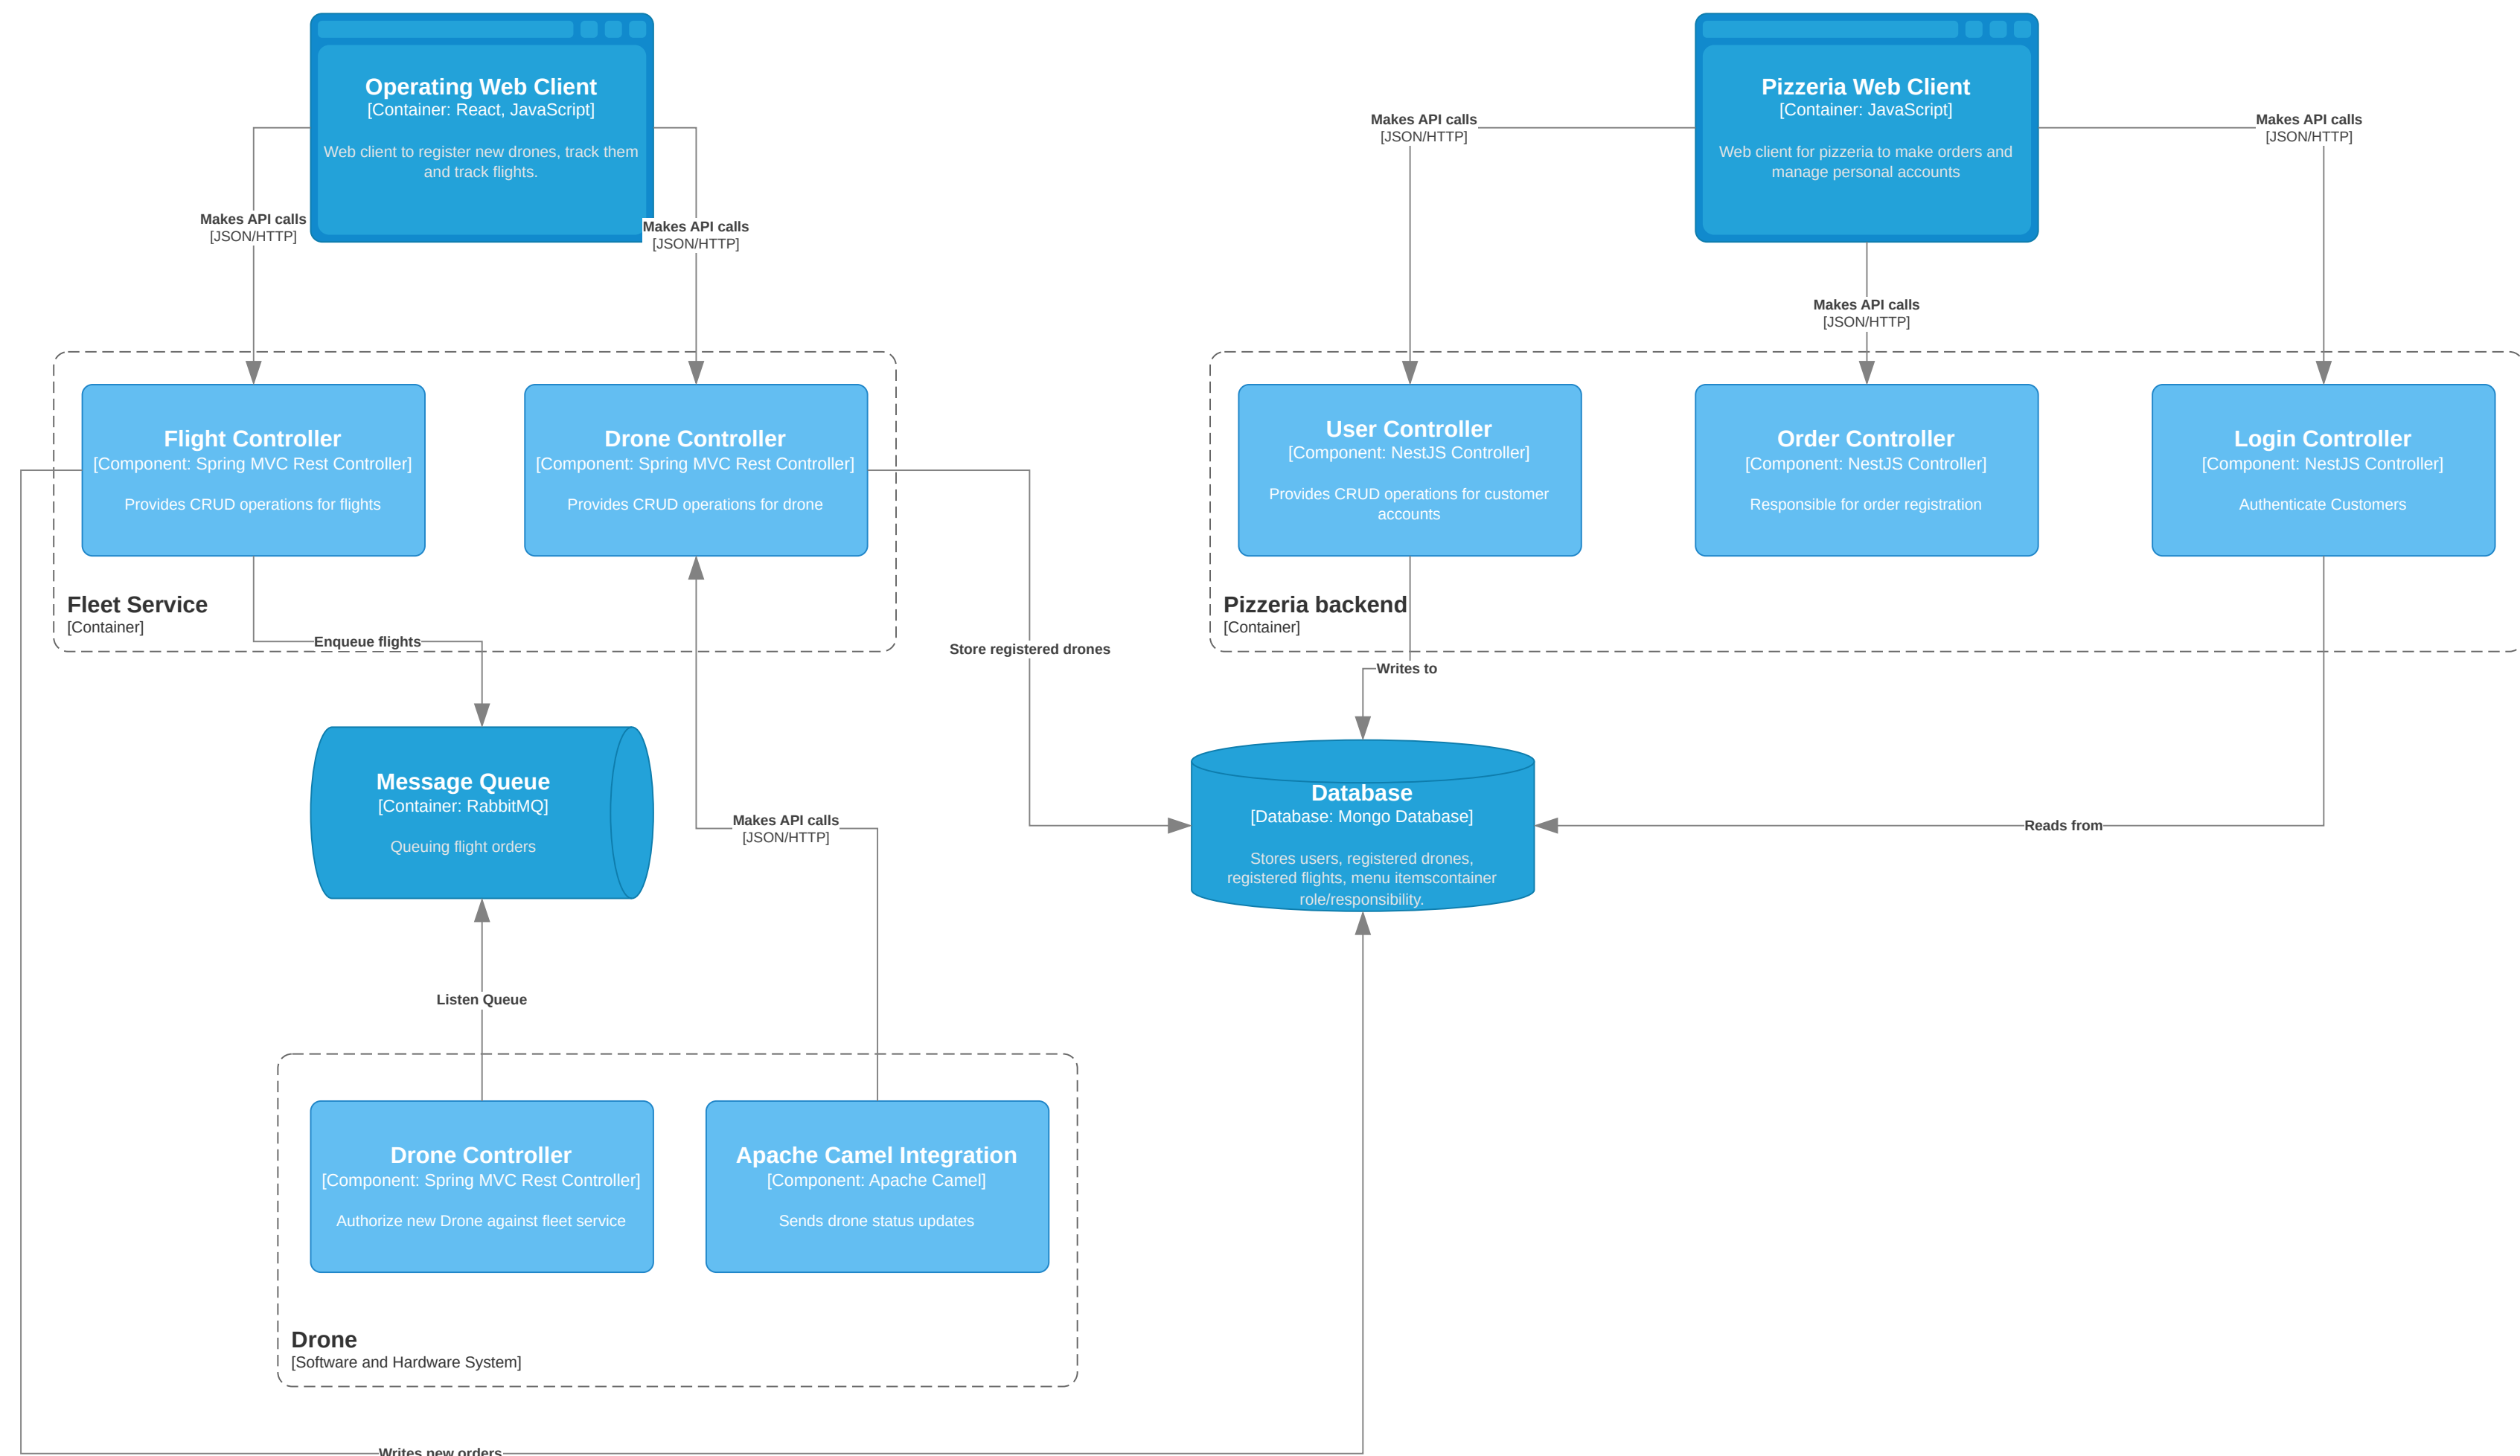 Operating Web Client
[Container: React, JavaScript]
Web client to register new drones, track them
and track flights.
Pizzeria Web Client
[Container: JavaScript]
Web client for pizzeria to make orders and
manage personal accounts
Makes API calls
[JSON/HTTP]
Makes API calls
[JSON/HTTP]
Makes API calls
[JSON/HTTP]
Makes API calls
[JSON/HTTP]
Makes API calls
[JSON/HTTP]
Flight Controller
[Component: Spring MVC Rest Controller]
Provides CRUD operations for flights
Drone Controller
[Component: Spring MVC Rest Controller]
Provides CRUD operations for drone
Fleet Service
[Container]
User Controller
[Component: NestJS Controller]
Provides CRUD operations for customer
accounts
Order Controller
[Component: NestJS Controller]
Responsible for order registration
Login Controller
[Component: NestJS Controller]
Authenticate Customers
Pizzeria backend
[Container]
Enqueue flights
Store registered drones
Writes to
Message Queue
[Container: RabbitMQ]
Queuing flight orders
Makes API calls
[JSON/HTTP]
Database
[Database: Mongo Database]
Stores users, registered drones,
registered flights, menu itemscontainer
role/responsibility.
Reads from
Listen Queue
Drone Controller
[Component: Spring MVC Rest Controller]
Authorize new Drone against fleet service
Apache Camel Integration
[Component: Apache Camel]
Sends drone status updates
Drone
[Software and Hardware System]
Writes new orders